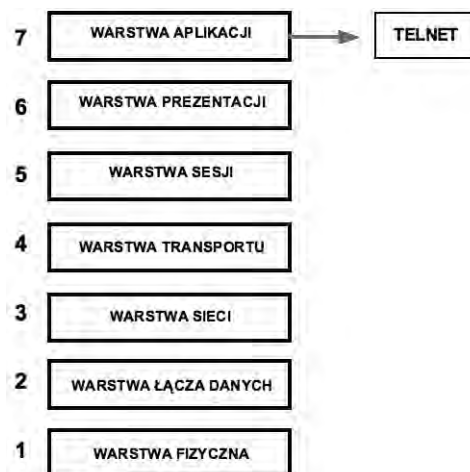 7 WARSTWA APLIKACJI TELNET
6 WARSTWA PREZENTACJI
5 WARSTWA SESJI
4 WARSTWA TRANSPORTU
3 WARSTWA SIECI
2 WARSTWA ŁĄCZA DANYCH
1 WARSTWA FIZYCZNA